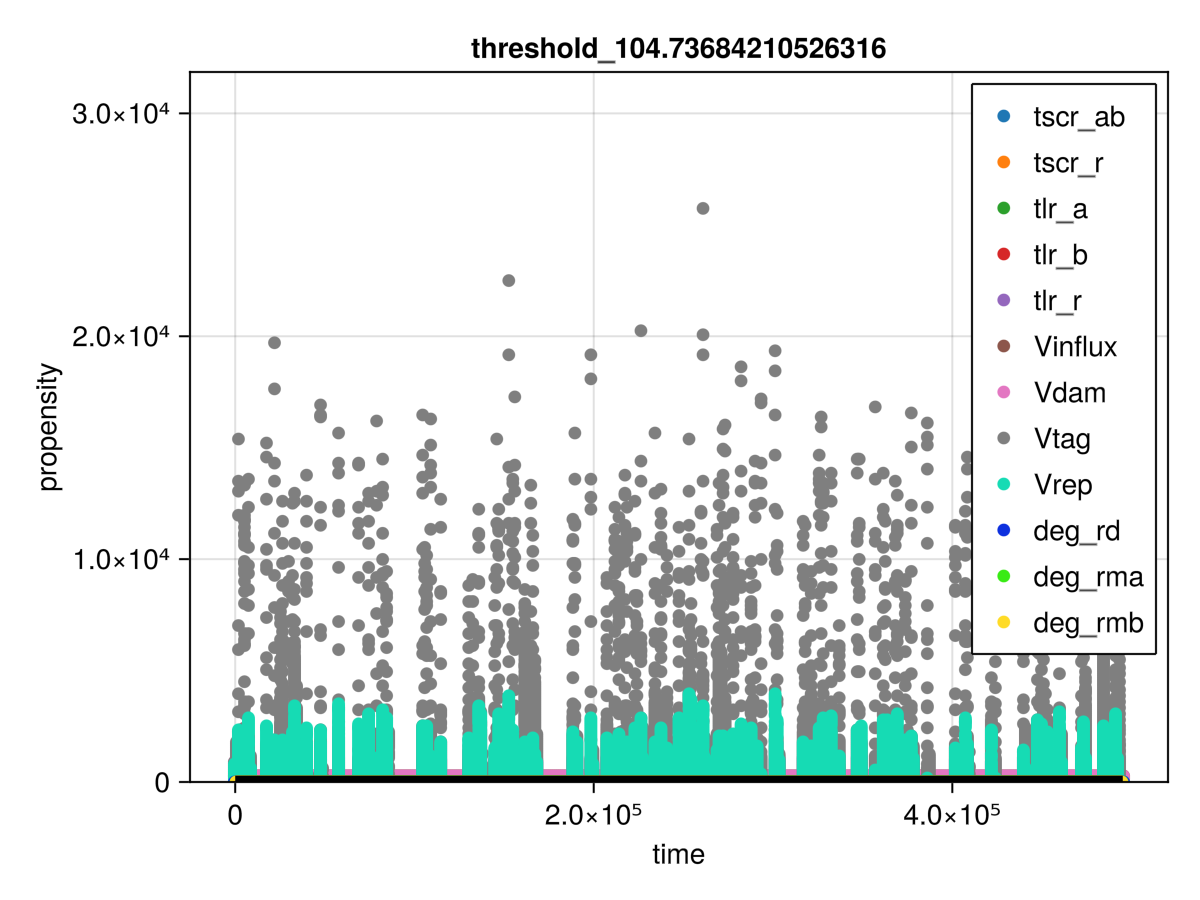 threshold_104.73684210526316
3.0×10⁴
2.0×10⁴
1.0×10⁴
0
propensity
0
2.0×10⁵
4.0×10⁵
time
tscr_ab
tscr_r
tlr_a
tlr_b
tlr_r
Vinflux
Vdam
Vtag
Vrep
deg_rd
deg_rma
deg_rmb